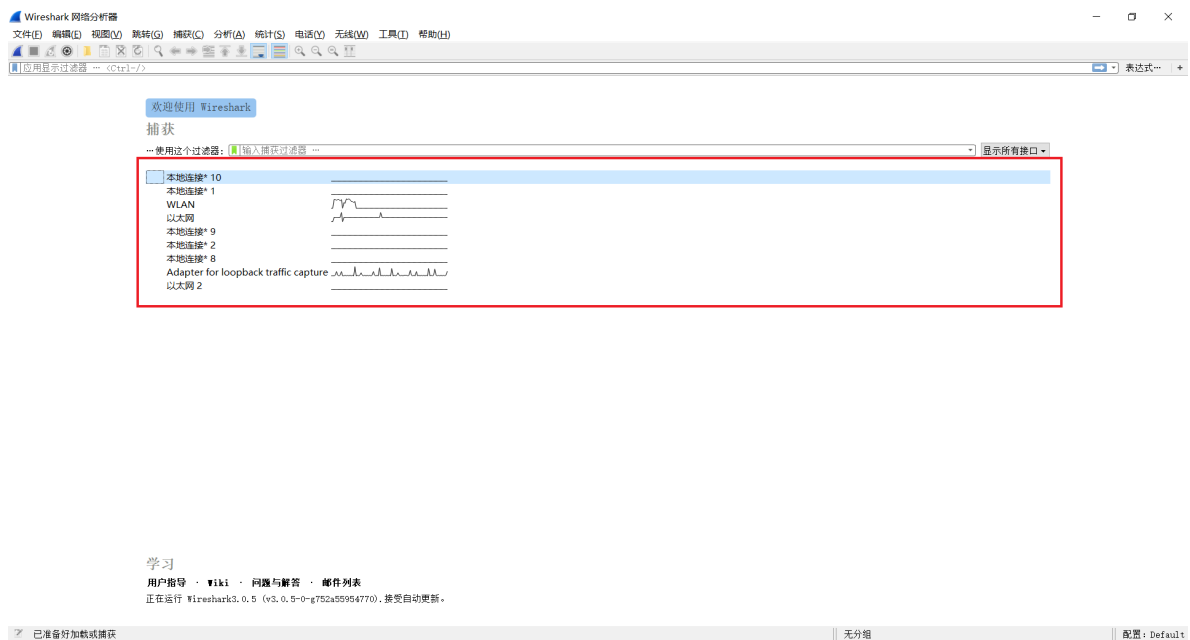 Wireshark 网络分析器
文件(F) 编辑(E) 视图(V) 跳转(G) 捕获(C) 分析(A) 统计(S) 电话(Y) 无线(W) 工具(T) 帮助(H)
应用显示过滤器 … <Ctrl-/> 表达式… +
欢迎使用 Wireshark
捕获
…使用这个过滤器: 输入捕获过滤器 … 显示所有接口
本地连接* 10
本地连接* 1
WLAN
以太网
本地连接* 9
本地连接* 2
本地连接* 8
Adapter for loopback traffic capture
以太网 2
学习
用户指导 · Wiki · 问题与解答 · 邮件列表
正在运行 Wireshark3.0.5 (v3.0.5-0-g752a55954770).接受自动更新。
已准备好加载或捕获 无分组 配置: Default